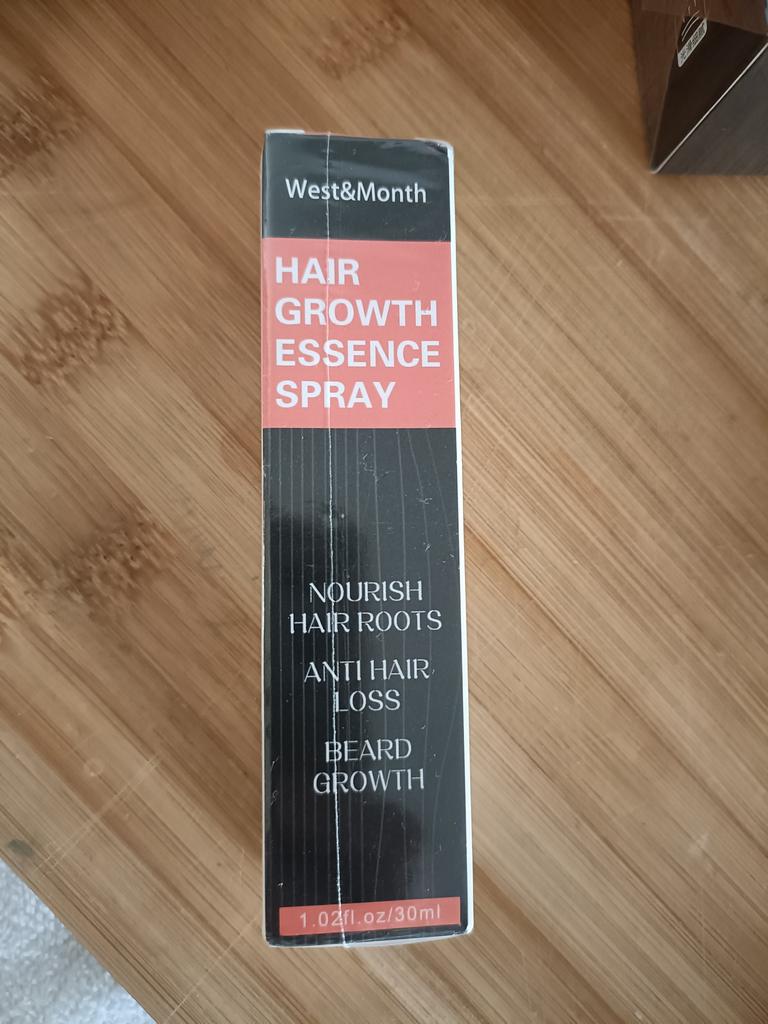 West&Month
HAIR
GROWTH
ESSENCE
SPRAY
NOURISH
HAIR ROOTS
ANTI HAIR
LOSS
BEARD
GROWTH
1.02fl.oz/30ml